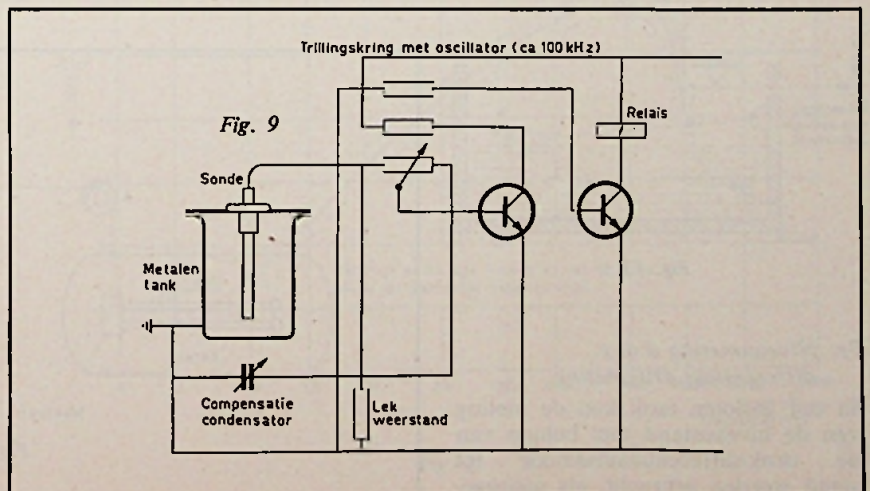 Trillingskring met oscillator (ca 100 kHz)
Fig. 9
Relais
Sonde
Metalen
tank
Compensatie
condensator
Lek
weerstand